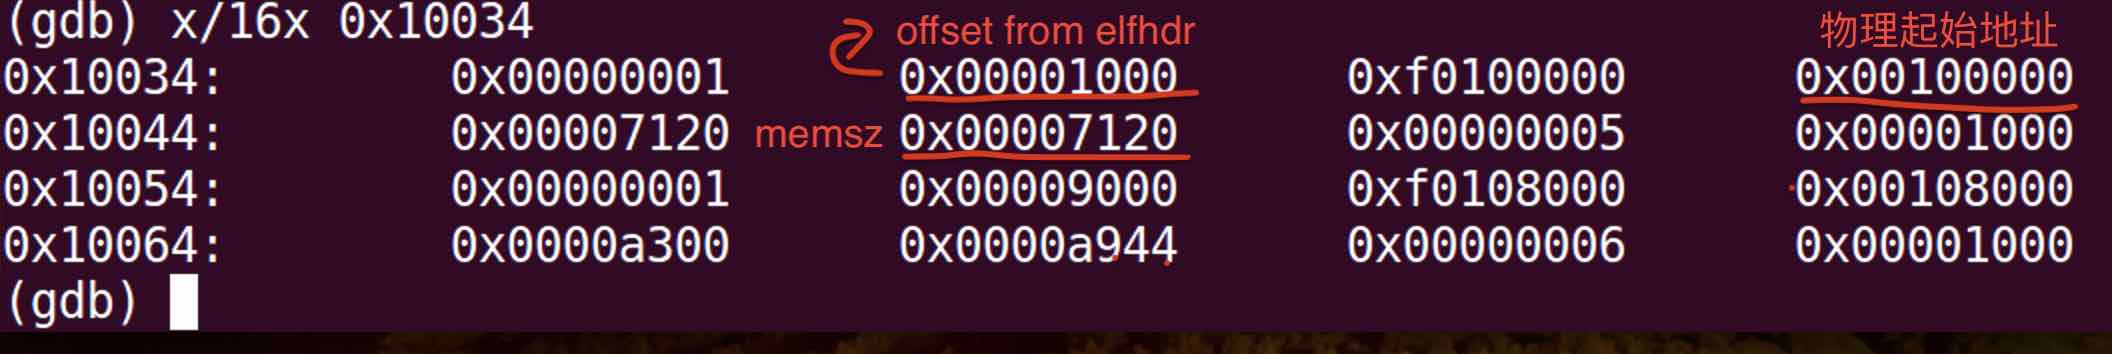 (gdb) x/16x 0x10034
offset from elfhdr
物理起始地址
0x10034: 0x00000001 0x00001000 0xf0100000 0x00100000
0x10044: 0x00007120 memsz 0x00007120 0x00000005 0x00001000
0x10054: 0x00000001 0x00009000 0xf0108000 0x00108000
0x10064: 0x0000a300 0x0000a944 0x00000006 0x00001000
(gdb)